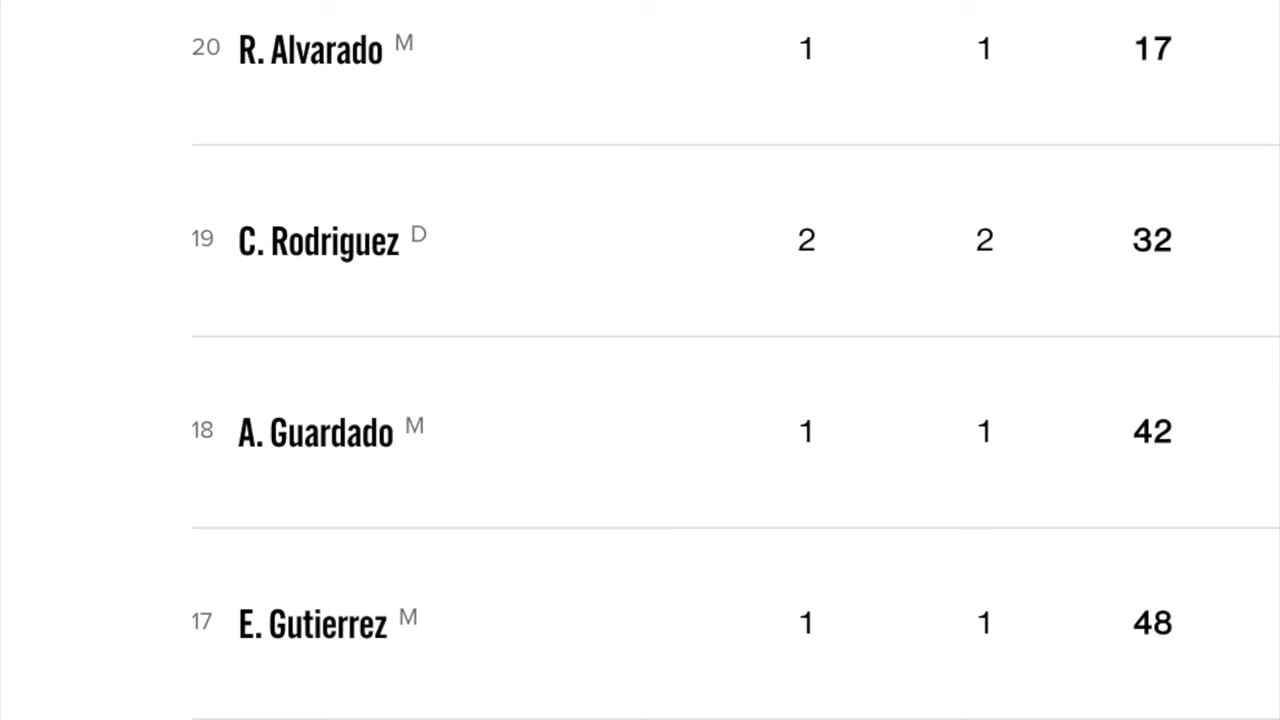 20 R. Alvarado M 1 1 17
19 C. Rodriguez D 2 2 32
18 A. Guardado M 1 1 42
17 E. Gutierrez M 1 1 48